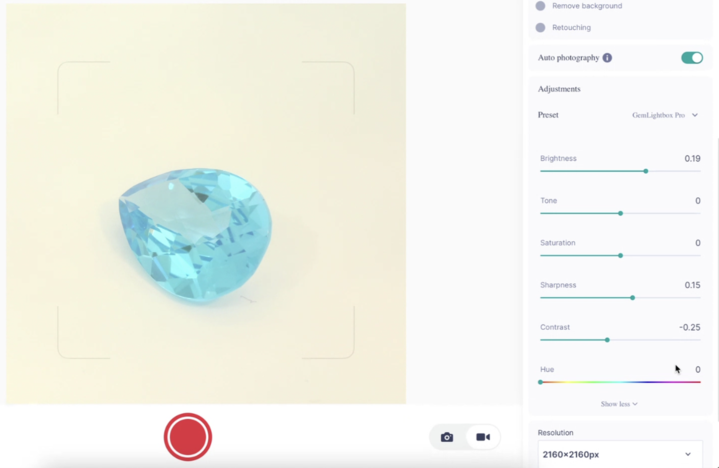 Remove background
Retouching
Auto photography i
Adjustments
Preset GemLightbox Pro
Brightness 0.19
Tone 0
Saturation 0
Sharpness 0.15
Contrast -0.25
Hue 0
Show less
Resolution
2160×2160px